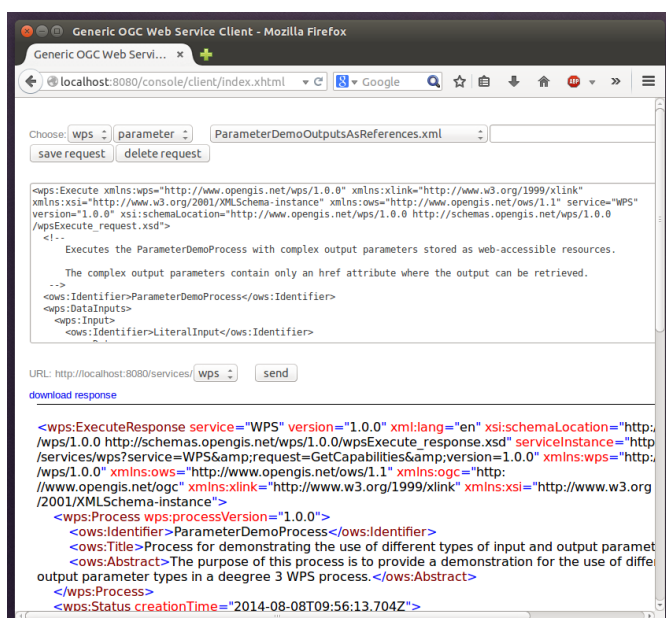 Generic OGC Web Service Client - Mozilla Firefox
Generic OGC Web Servi... ×
localhost:8080/console/client/index.xhtml Google
Choose: wps parameter ParameterDemoOutputsAsReferences.xml
save request delete request
<wps:Execute xmlns:wps="http://www.opengis.net/wps/1.0.0" xmlns:xlink="http://www.w3.org/1999/xlink"
xmlns:xsi="http://www.w3.org/2001/XMLSchema-instance" xmlns:ows="http://www.opengis.net/ows/1.1" service="WPS"
version="1.0.0" xsi:schemaLocation="http://www.opengis.net/wps/1.0.0 http://schemas.opengis.net/wps/1.0.0
/wpsExecute_request.xsd">
<!--
Executes the ParameterDemoProcess with complex output parameters stored as web-accessible resources.
The complex output parameters contain only an href attribute where the output can be retrieved.
-->
<ows:Identifier>ParameterDemoProcess</ows:Identifier>
<wps:DataInputs>
<wps:Input>
<ows:Identifier>LiteralInput</ows:Identifier>
URL: http://localhost:8080/services/ wps send
download response
<wps:ExecuteResponse service="WPS" version="1.0.0" xml:lang="en" xsi:schemaLocation="http:/
/wps/1.0.0 http://schemas.opengis.net/wps/1.0.0/wpsExecute_response.xsd" serviceInstance="http
/services/wps?service=WPS&amp;request=GetCapabilities&amp;version=1.0.0" xmlns:wps="http:/
/wps/1.0.0" xmlns:ows="http://www.opengis.net/ows/1.1" xmlns:ogc="http:
//www.opengis.net/ogc" xmlns:xlink="http://www.w3.org/1999/xlink" xmlns:xsi="http://www.w3.org
/2001/XMLSchema-instance">
<wps:Process wps:processVersion="1.0.0">
<ows:Identifier>ParameterDemoProcess</ows:Identifier>
<ows:Title>Process for demonstrating the use of different types of input and output paramet
<ows:Abstract>The purpose of this process is to provide a demonstration for the use of differ
output parameter types in a deegree 3 WPS process.</ows:Abstract>
</wps:Process>
<wps:Status creationTime="2014-08-08T09:56:13.704Z">